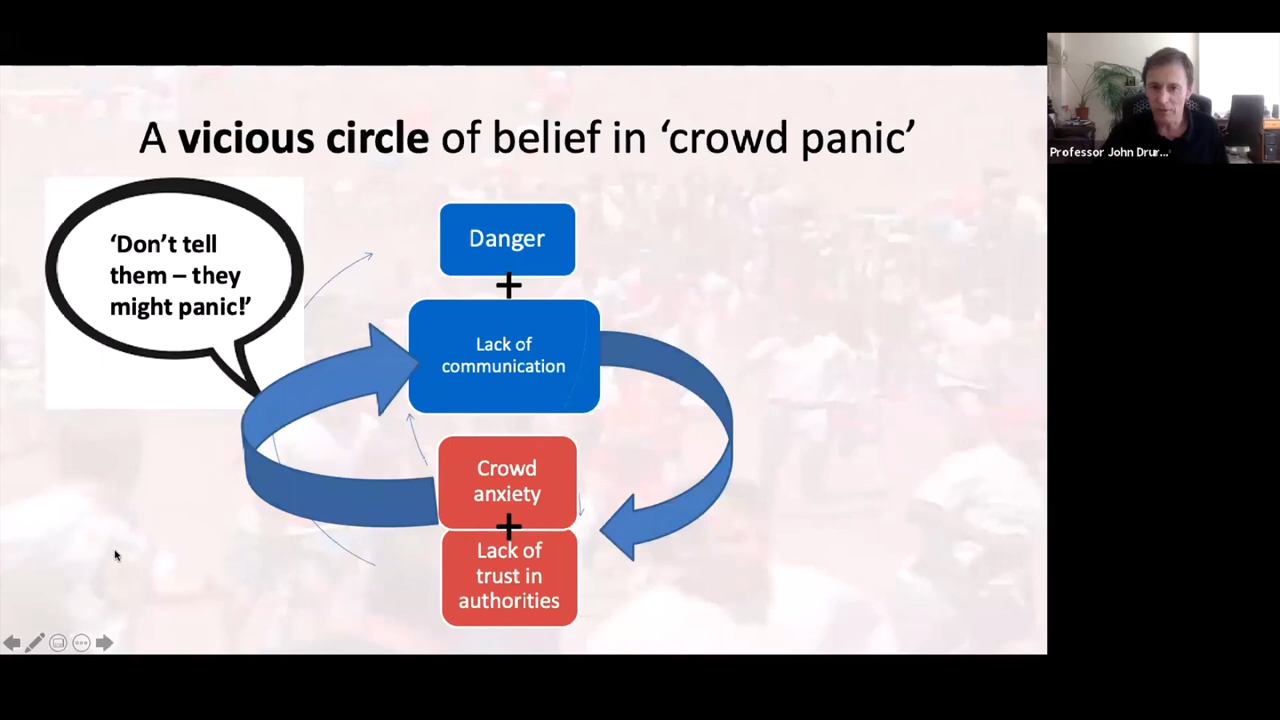 A vicious circle of belief in ‘crowd panic’
‘Don’t tell
them – they
might panic!’
Danger
+
Lack of
communication
Crowd
anxiety
+
Lack of
trust in
authorities
Professor John Drur...